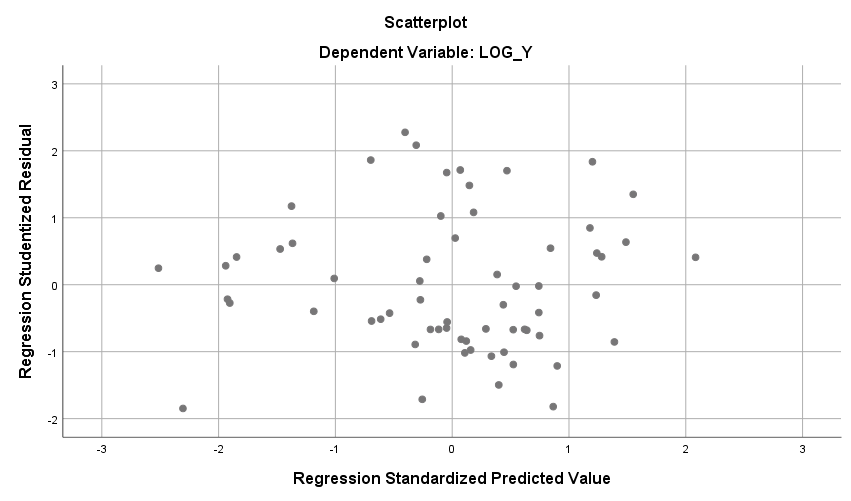 Scatterplot
Dependent Variable: LOG_Y
Regression Studentized Residual
3
2
1
0
-1
-2
-3 -2 -1 0 1 2 3
Regression Standardized Predicted Value